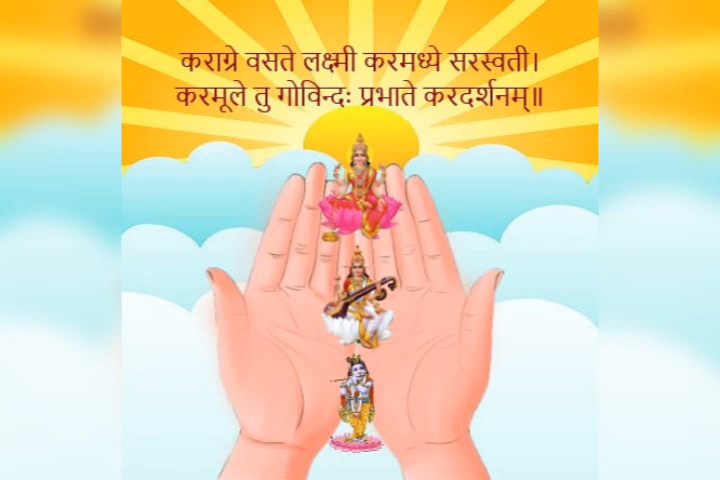 कराग्रे वसते लक्ष्मी करमध्ये सरस्वती।
करमूले तु गोविन्दः प्रभाते करदर्शनम्॥